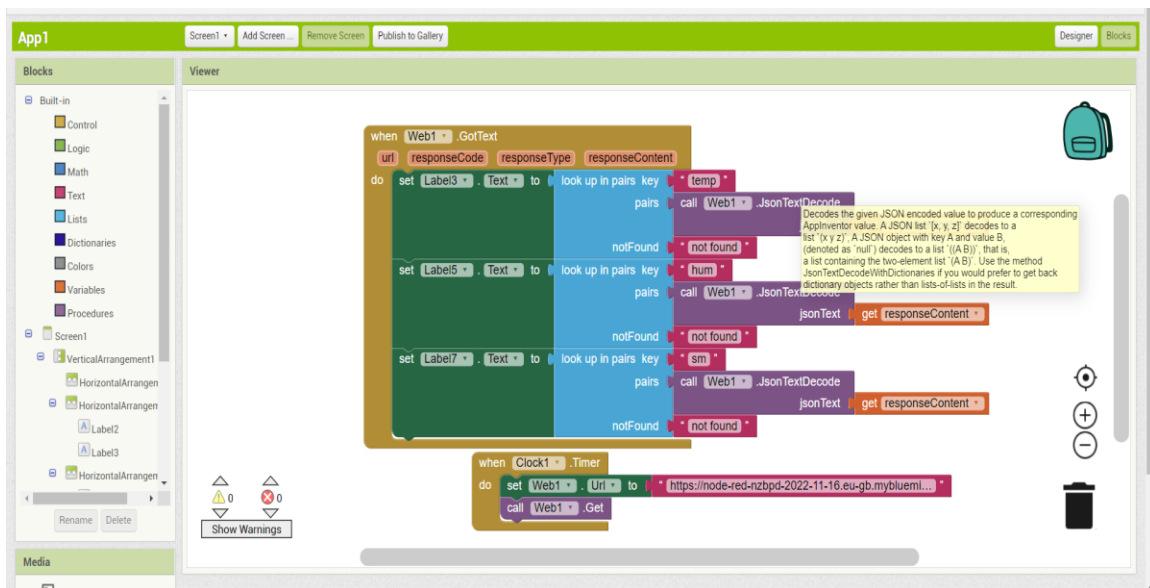 App1
Screen1
Add Screen ...
Remove Screen
Publish to Gallery
Designer
Blocks
Blocks
Viewer
Built-in
Control
Logic
Math
Text
Lists
Dictionaries
Colors
Variables
Procedures
Screen1
VerticalArrangement1
HorizontalArrangen
HorizontalArrangen
Label2
Label3
HorizontalArrangen
Rename
Delete
Media
when Web1 .GotText
url responseCode responseType responseContent
do set Label3 . Text to look up in pairs key " temp "
pairs call Web1 .JsonTextDecode
notFound " not found "
set Label5 . Text to look up in pairs key " hum "
pairs call Web1 .JsonTextDecode
jsonText get responseContent
notFound " not found "
set Label7 . Text to look up in pairs key " sm "
pairs call Web1 .JsonTextDecode
jsonText get responseContent
notFound " not found "
Decodes the given JSON encoded value to produce a corresponding
AppInventor value. A JSON list `[x, y, z]` decodes to a
list `(x y z)`, A JSON object with key A and value B,
(denoted as `null`) decodes to a list `((A B))`, that is,
a list containing the two-element list `(A B)`. Use the method
JsonTextDecodeWithDictionaries if you would prefer to get back
dictionary objects rather than lists-of-lists in the result.
when Clock1 .Timer
do set Web1 . Url to " https://node-red-nzbpd-2022-11-16.eu-gb.mybluemi... "
call Web1 .Get
0
0
Show Warnings